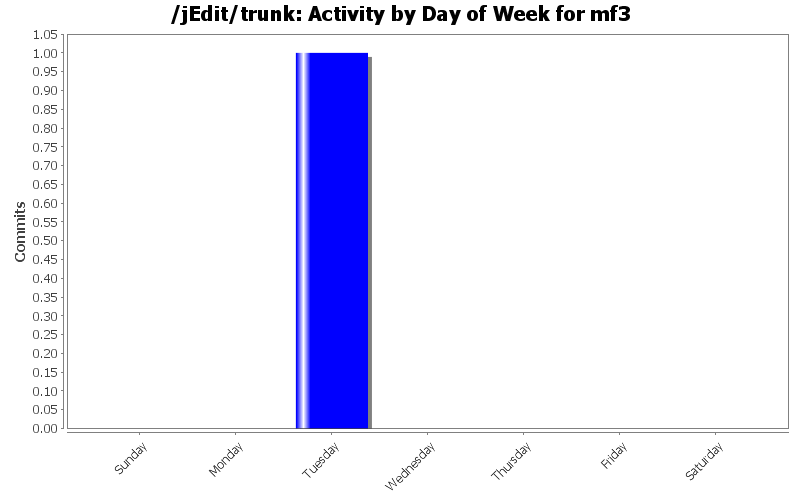 /jEdit/trunk: Activity by Day of Week for mf3
1.05
1.00
0.95
0.90
0.85
0.80
0.75
0.70
0.65
0.60
0.55
0.50
0.45
0.40
0.35
0.30
0.25
0.20
0.15
0.10
0.05
0.00
Commits
Sunday
Monday
Tuesday
Wednesday
Thursday
Friday
Saturday